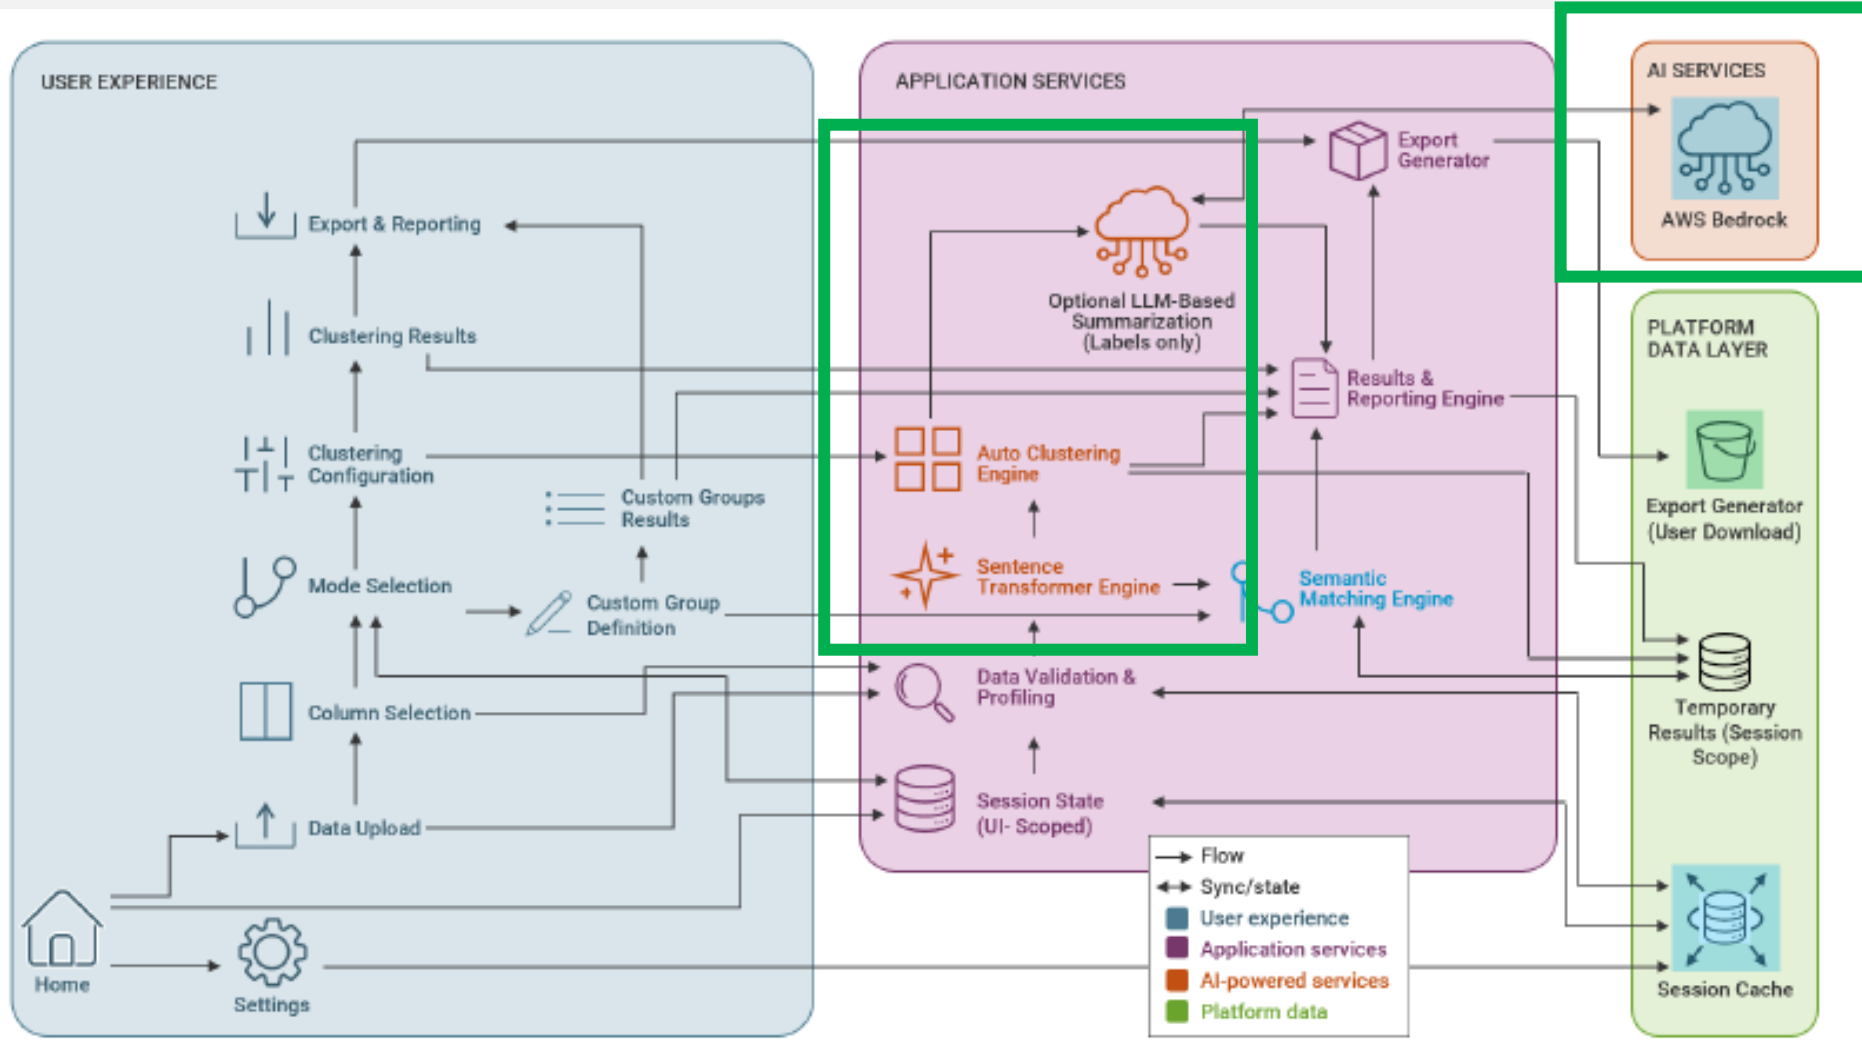 USER EXPERIENCE
Export & Reporting
Clustering Results
Clustering
Configuration
Custom Groups
Results
Mode Selection
Custom Group
Definition
Column Selection
Data Upload
Home
Settings
APPLICATION SERVICES
Export
Generator
Optional LLM-Based
Summarization
(Labels only)
Results &
Reporting Engine
Auto Clustering
Engine
Sentence
Transformer Engine
Semantic
Matching Engine
Data Validation &
Profiling
Session State
(UI- Scoped)
Flow
Sync/state
User experience
Application services
AI-powered services
Platform data
AI SERVICES
AWS Bedrock
PLATFORM
DATA LAYER
Export Generator
(User Download)
Temporary
Results (Session
Scope)
Session Cache